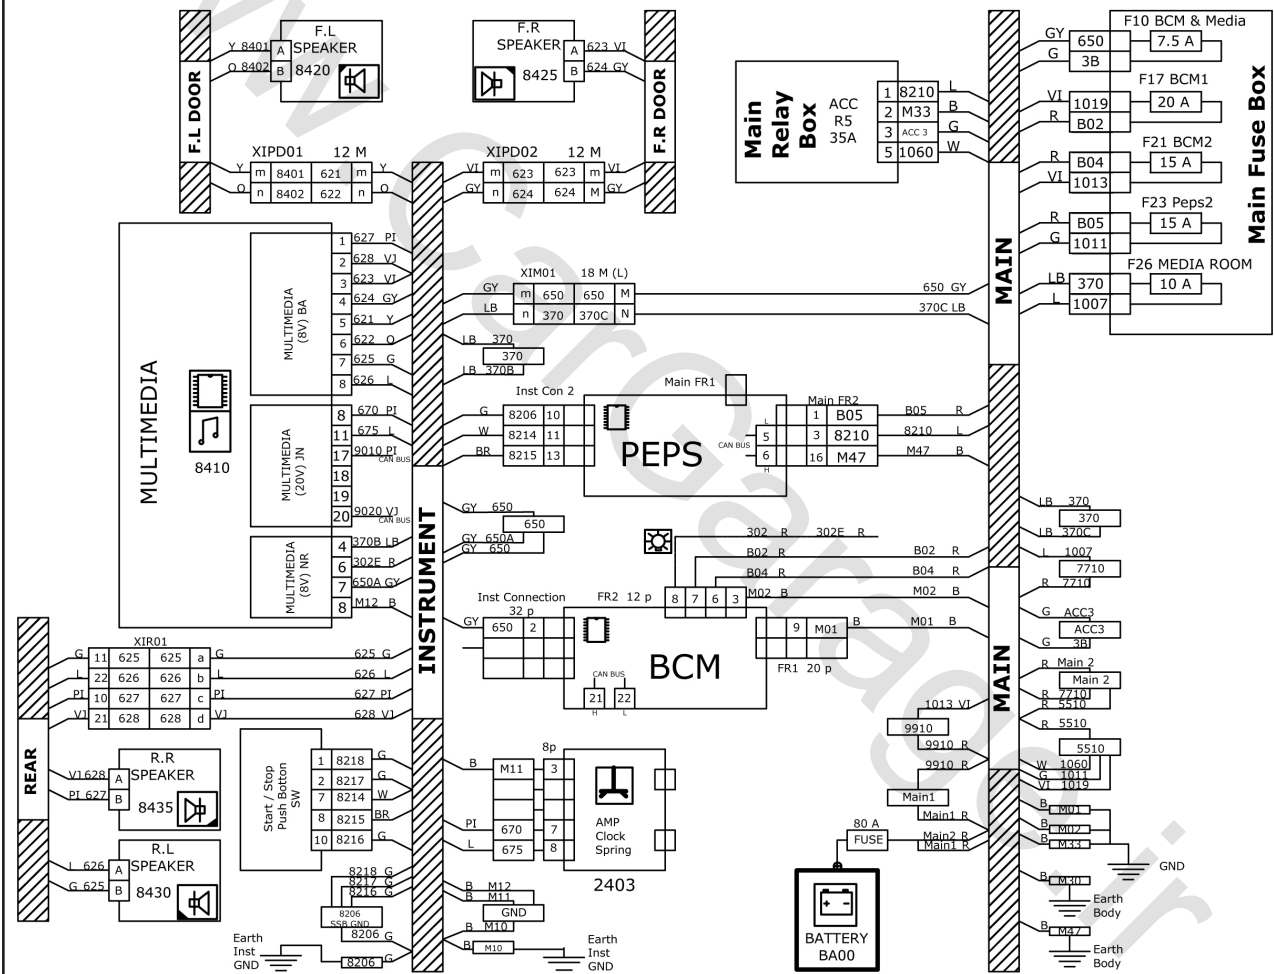 F.L DOOR
Y 8401
O 8402
A
B
F.L
SPEAKER
8420
F.R
SPEAKER
8425
A
B
623 VI
624 GY
F.R DOOR
XIPD01 12 M
Y m 8401 621 m Y
O n 8402 622 n O
XIPD02 12 M
VI m 623 623 m VI
GY n 624 624 M GY
Main Relay Box
ACC
R5
35A
1 8210 L
2 M33 B
3 ACC 3 G
5 1060 W
Main Fuse Box
F10 BCM & Media
GY 650
G 3B
7.5 A
F17 BCM1
VI 1019
R B02
20 A
F21 BCM2
R B04
VI 1013
15 A
F23 Peps2
R B05
G 1011
15 A
F26 MEDIA ROOM
LB 370
L 1007
10 A
MAIN
MULTIMEDIA
8410
MULTIMEDIA
(8V) BA
1 627 PI
2 628 VJ
3 623 VI
4 624 GY
5 621 Y
6 622 O
7 625 G
8 626 L
MULTIMEDIA
(20V) JN
8 670 PI
11 675 L
17 9010 PI
CAN BUS
18
19
20 9020 VJ
CAN BUS
MULTIMEDIA
(8V) NR
4 370B LB
6 302E R
7 650A GY
8 M12 B
INSTRUMENT
XIM01 18 M (L)
GY m 650 650 M
650 GY
LB n 370 370C N
370C LB
LB 370
370
LB 370B
Inst Con 2
G 8206 10
W 8214 11
BR 8215 13
PEPS
Main FR1
Main FR2
CAN BUS
L
5
6
H
1 B05 B05 R
3 8210 8210 L
16 M47 M47 B
GY 650
650
GY 650A
GY 650
302 R 302E R
B02 R B02 R
B04 R B04 R
M02 B M02 B
FR2 12 p
8 7 6 3
Inst Connection
32 p
GY 650 2
BCM
CAN BUS
21 22
H L
9 M01 B M01 B
FR1 20 p
LB 370
370
LB 370C
L 1007
7710
R 7710
G ACC3
ACC3
G 3B
R Main 2
Main 2
R 7710
R 5510
R 5510
5510
W 1060
G 1011
VI 1019
B M01
B M02
B M33
GND
B M30
Earth
Body
B M47
Earth
Body
MAIN
1013 VI
9910
9910 R
9910 R
Main1
Main1 R
Main2 R
Main1 R
80 A
FUSE
BATTERY
BA00
REAR
XIR01
G 11 625 625 a G 625 G
L 22 626 626 b L 626 L
PI 10 627 627 c PI 627 PI
VJ 21 628 628 d VJ 628 VJ
R.R
SPEAKER
8435
VJ 628 A
PI 627 B
R.L
SPEAKER
8430
L 626 A
G 625 B
Start / Stop
Push Botton
SW
1 8218 G
2 8217 G
7 8214 W
8 8215 BR
10 8216 G
8218 G
8217 G
8216 G
8206
SSB GND
8206 G
8206 G
Earth
Inst
GND
8p
B M11 3
PI 670 7
L 675 8
AMP
Clock
Spring
2403
B M12
B M11
GND
B M10
B M10
Earth
Inst
GND
www.CarGarage.ir